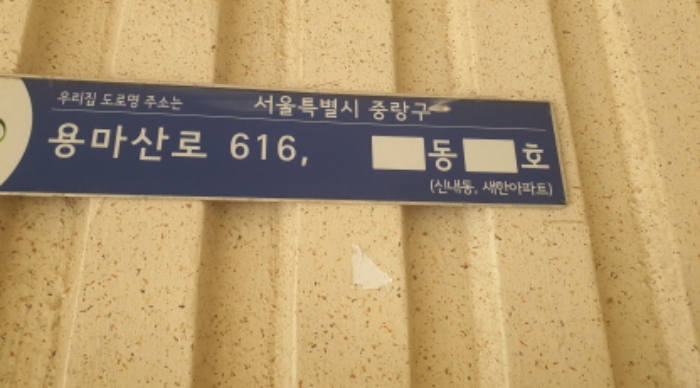 우리집 도로명 주소는 서울특별시 중랑구
용마산로 616, 동 호
(신내동, 새한아파트)